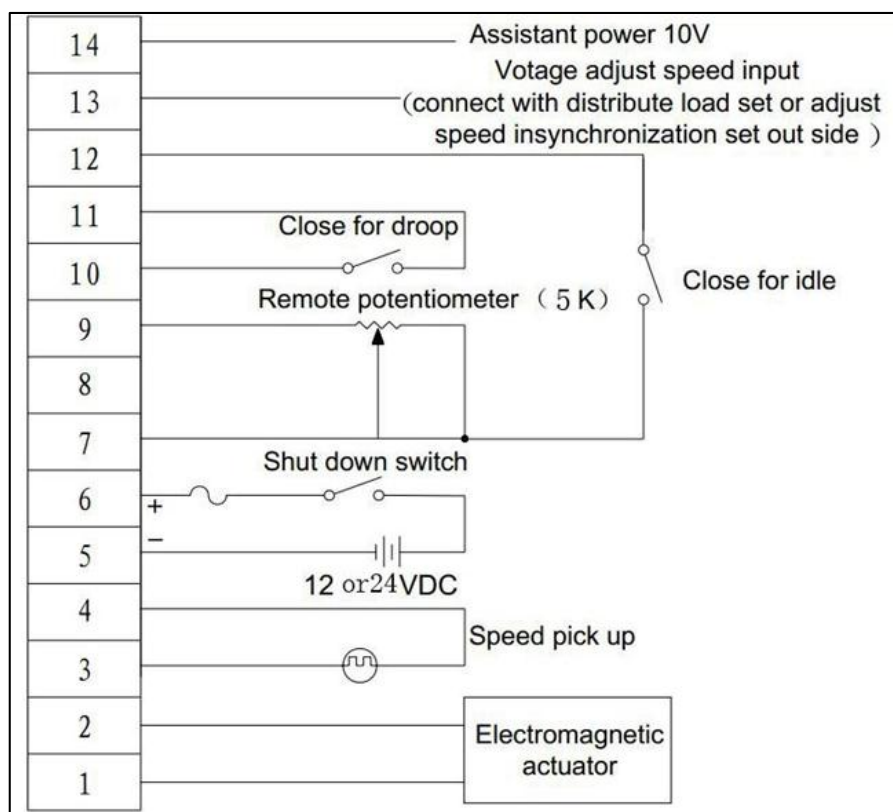 14
Assistant power 10V
Votage adjust speed input
13
(connect with distribute load set or adjust
speed insynchronization set out side )
12
11
Close for droop
10
Close for idle
Remote potentiometer ( 5 K)
9
8
7
Shut down switch
6
+
−
5
12 or24VDC
4
Speed pick up
3
2
Electromagnetic
actuator
1